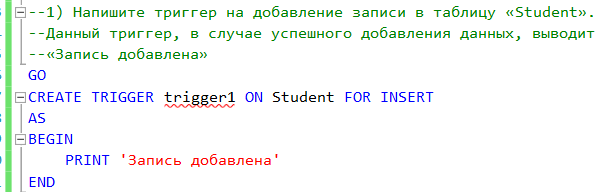 --1) Напишите триггер на добавление записи в таблицу «Student».
--Данный триггер, в случае успешного добавления данных, выводит
--«Запись добавлена»
GO
CREATE TRIGGER trigger1 ON Student FOR INSERT
AS
BEGIN
PRINT 'Запись добавлена'
END